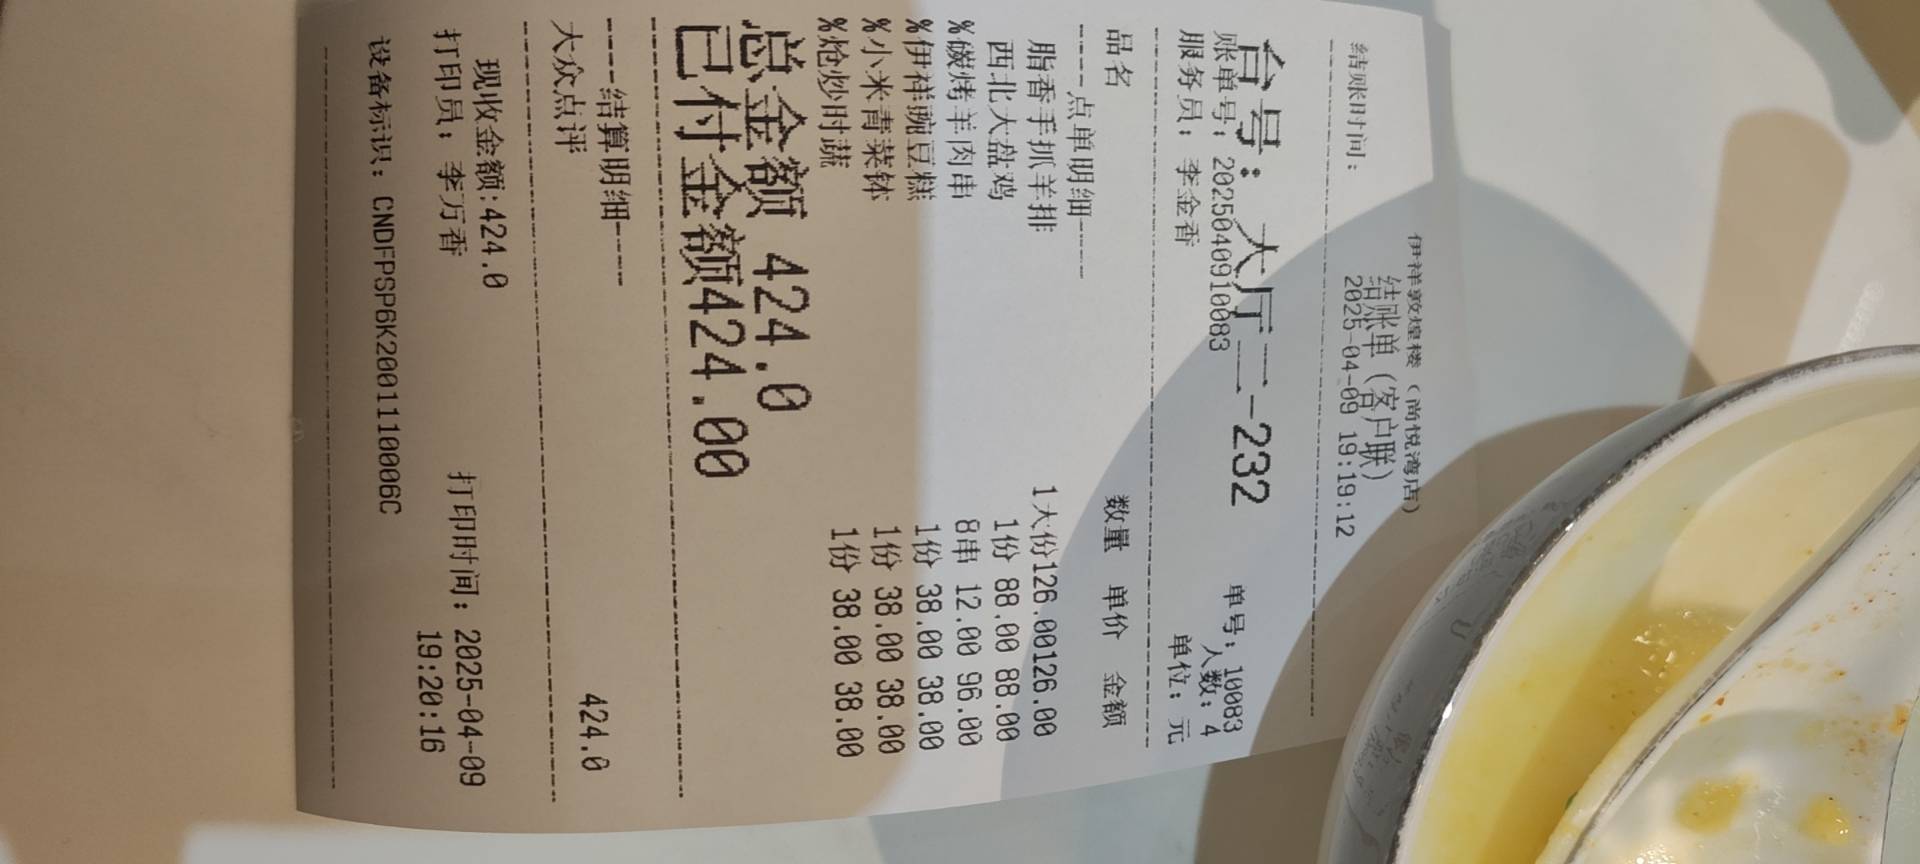 伊祥敦煌楼（尚悦湾店）
结账单（客户联）
结账时间： 2025-04-09 19:19:12
台号：大厅二-232
单号：10083
账单号：2025040910083 人数：4
服务员：李金香 单位：元
品名 数量 单价 金额
----点单明细----
脂香手抓羊排 1大份126.00126.00
西北大盘鸡 1份 88.00 88.00
%碳烤羊肉串 8串 12.00 96.00
%伊祥豌豆糕 1份 38.00 38.00
%小米青菜钵 1份 38.00 38.00
%炝炒时蔬 1份 38.00 38.00
总金额 424.0
已付金额424.00
----结算明细----
大众点评 424.0
现收金额:424.0
打印员：李万香 打印时间：2025-04-09
19:20:16
设备标识：CNDFPSP6K2001110006C